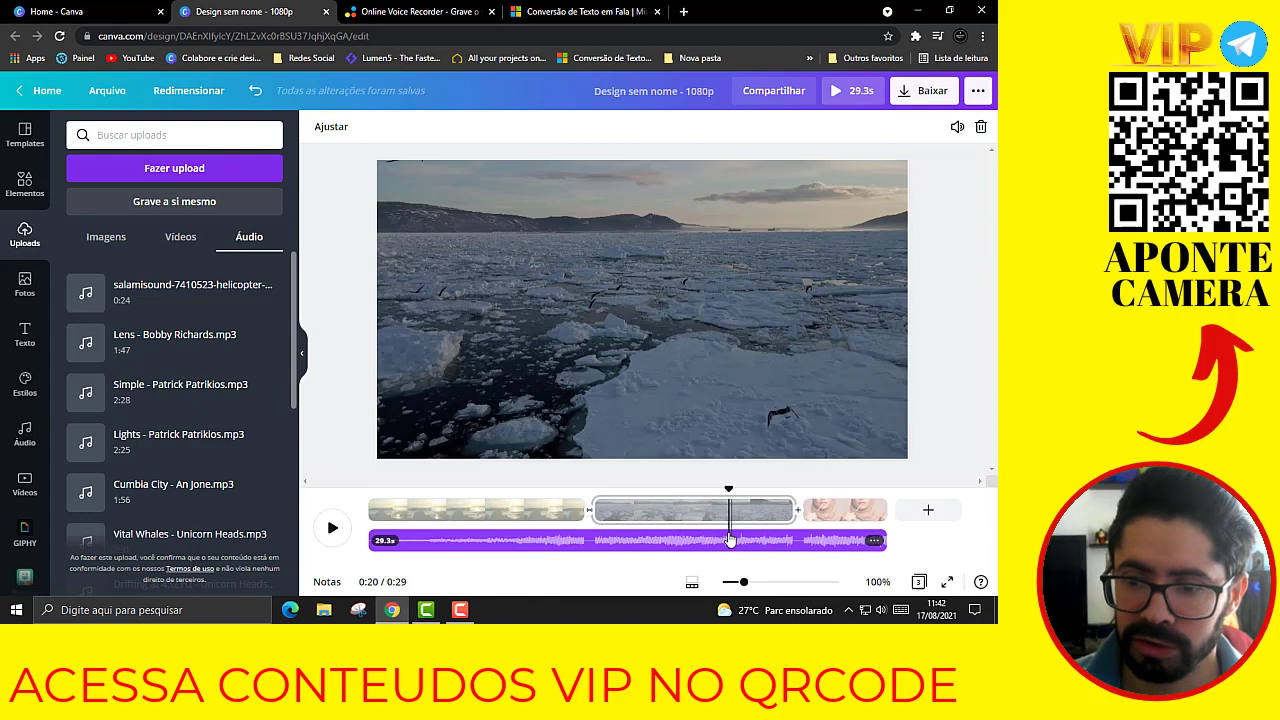 Home - Canva
Design sem nome - 1080p
Online Voice Recorder - Grave o
Conversão de Texto em Fala | Mi
canva.com/design/DAEnXlfylcY/ZhLZvXc0rBSU37JqhjXqGA/edit
Apps
Painel
YouTube
Colabore e crie desi...
Redes Social
Lumen5 - The Faste...
All your projects on...
Conversão de Texto...
Nova pasta
»
Outros favoritos
Lista de leitura
Home
Arquivo
Redimensionar
Todas as alterações foram salvas
Design sem nome - 1080p
Compartilhar
29.3s
Baixar
Templates
Elementos
Uploads
Fotos
Texto
Estilos
Áudio
Vídeos
GIPHY
Buscar uploads
Fazer upload
Grave a si mesmo
Imagens
Vídeos
Áudio
salamisound-7410523-helicopter-...
0:24
Lens - Bobby Richards.mp3
1:47
Simple - Patrick Patrikios.mp3
2:28
Lights - Patrick Patrikios.mp3
2:25
Cumbia City - An Jone.mp3
1:56
Vital Whales - Unicorn Heads.mp3
Ao fazer este upload, você confirma que seu conteúdo está em
conformidade com os nossos Termos de uso e não viola nenhum
direito de terceiros.
Ajustar
29.3s
Notas
0:20 / 0:29
100%
3
Digite aqui para pesquisar
27°C Parc ensolarado
11:42
17/08/2021
VIP
APONTE
CAMERA
ACESSA CONTEUDOS VIP NO QRCODE